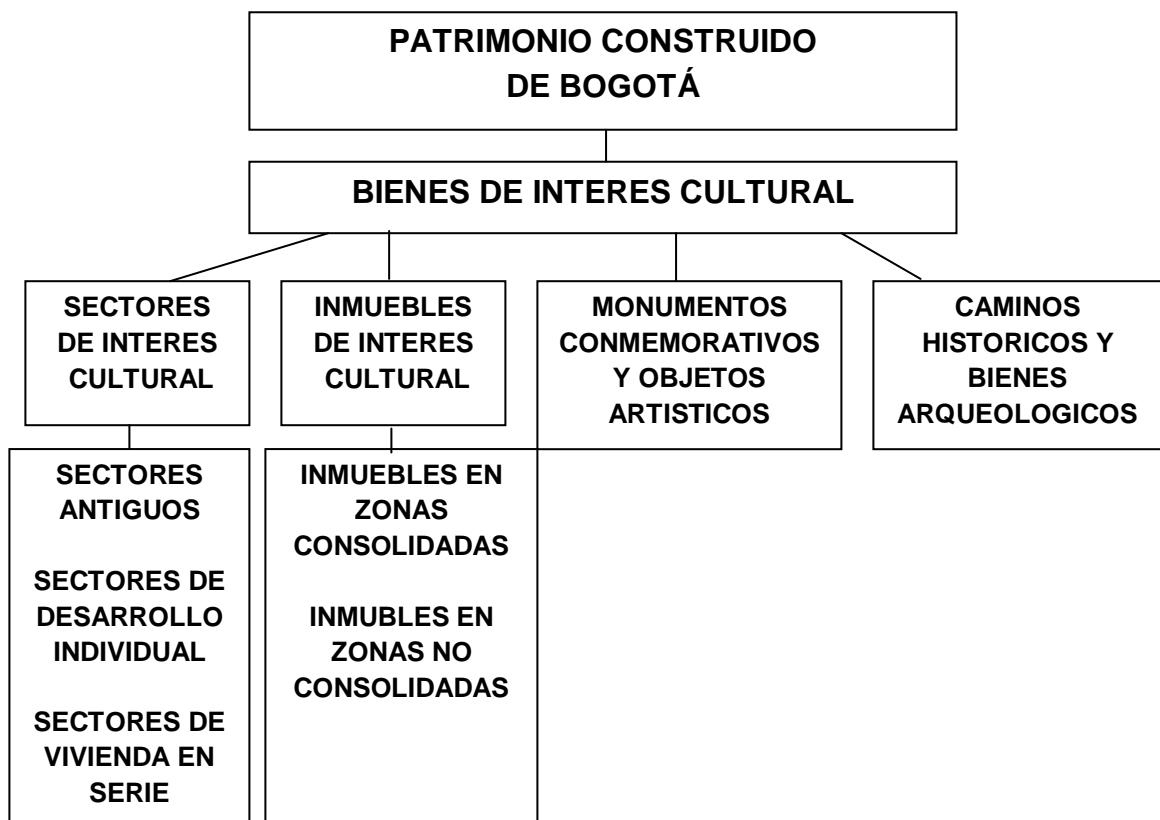 PATRIMONIO CONSTRUIDO
DE BOGOTÁ
BIENES DE INTERES CULTURAL
SECTORES
DE INTERES
CULTURAL
INMUEBLES
DE INTERES
CULTURAL
MONUMENTOS
CONMEMORATIVOS
Y OBJETOS
ARTISTICOS
CAMINOS
HISTORICOS Y
BIENES
ARQUEOLOGICOS
SECTORES
ANTIGUOS
SECTORES DE
DESARROLLO
INDIVIDUAL
SECTORES DE
VIVIENDA EN
SERIE
INMUEBLES EN
ZONAS
CONSOLIDADAS
INMUBLES EN
ZONAS NO
CONSOLIDADAS